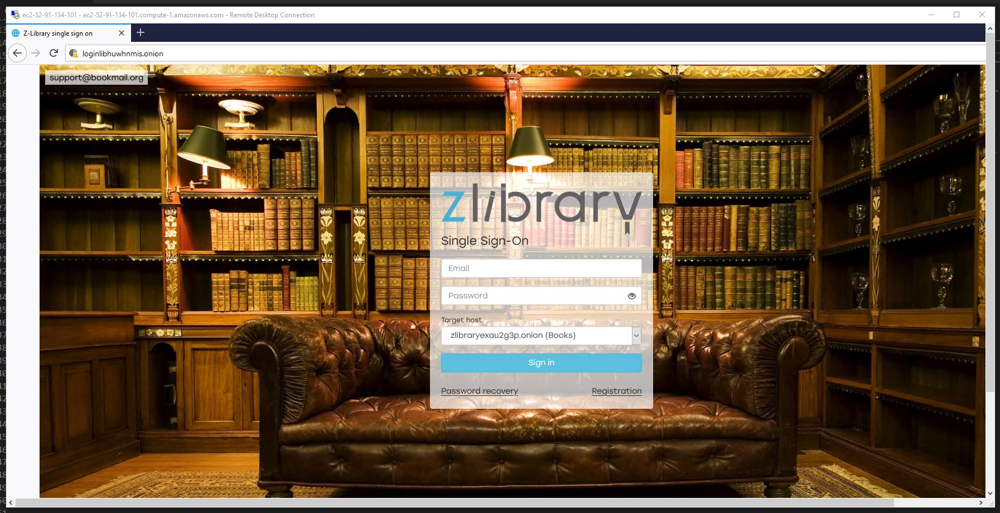 ec2-52-91-134-101 - ec2-52-91-134-101.compute-1.amazonaws.com - Remote Desktop Connection
Z-Library single sign on
loginlibhuwhnmis.onion
support@bookmail.org
zlibrary
Single Sign-On
Email
Password
Target host
zlibraryexau2g3p.onion (Books)
Sign in
Password recovery Registration